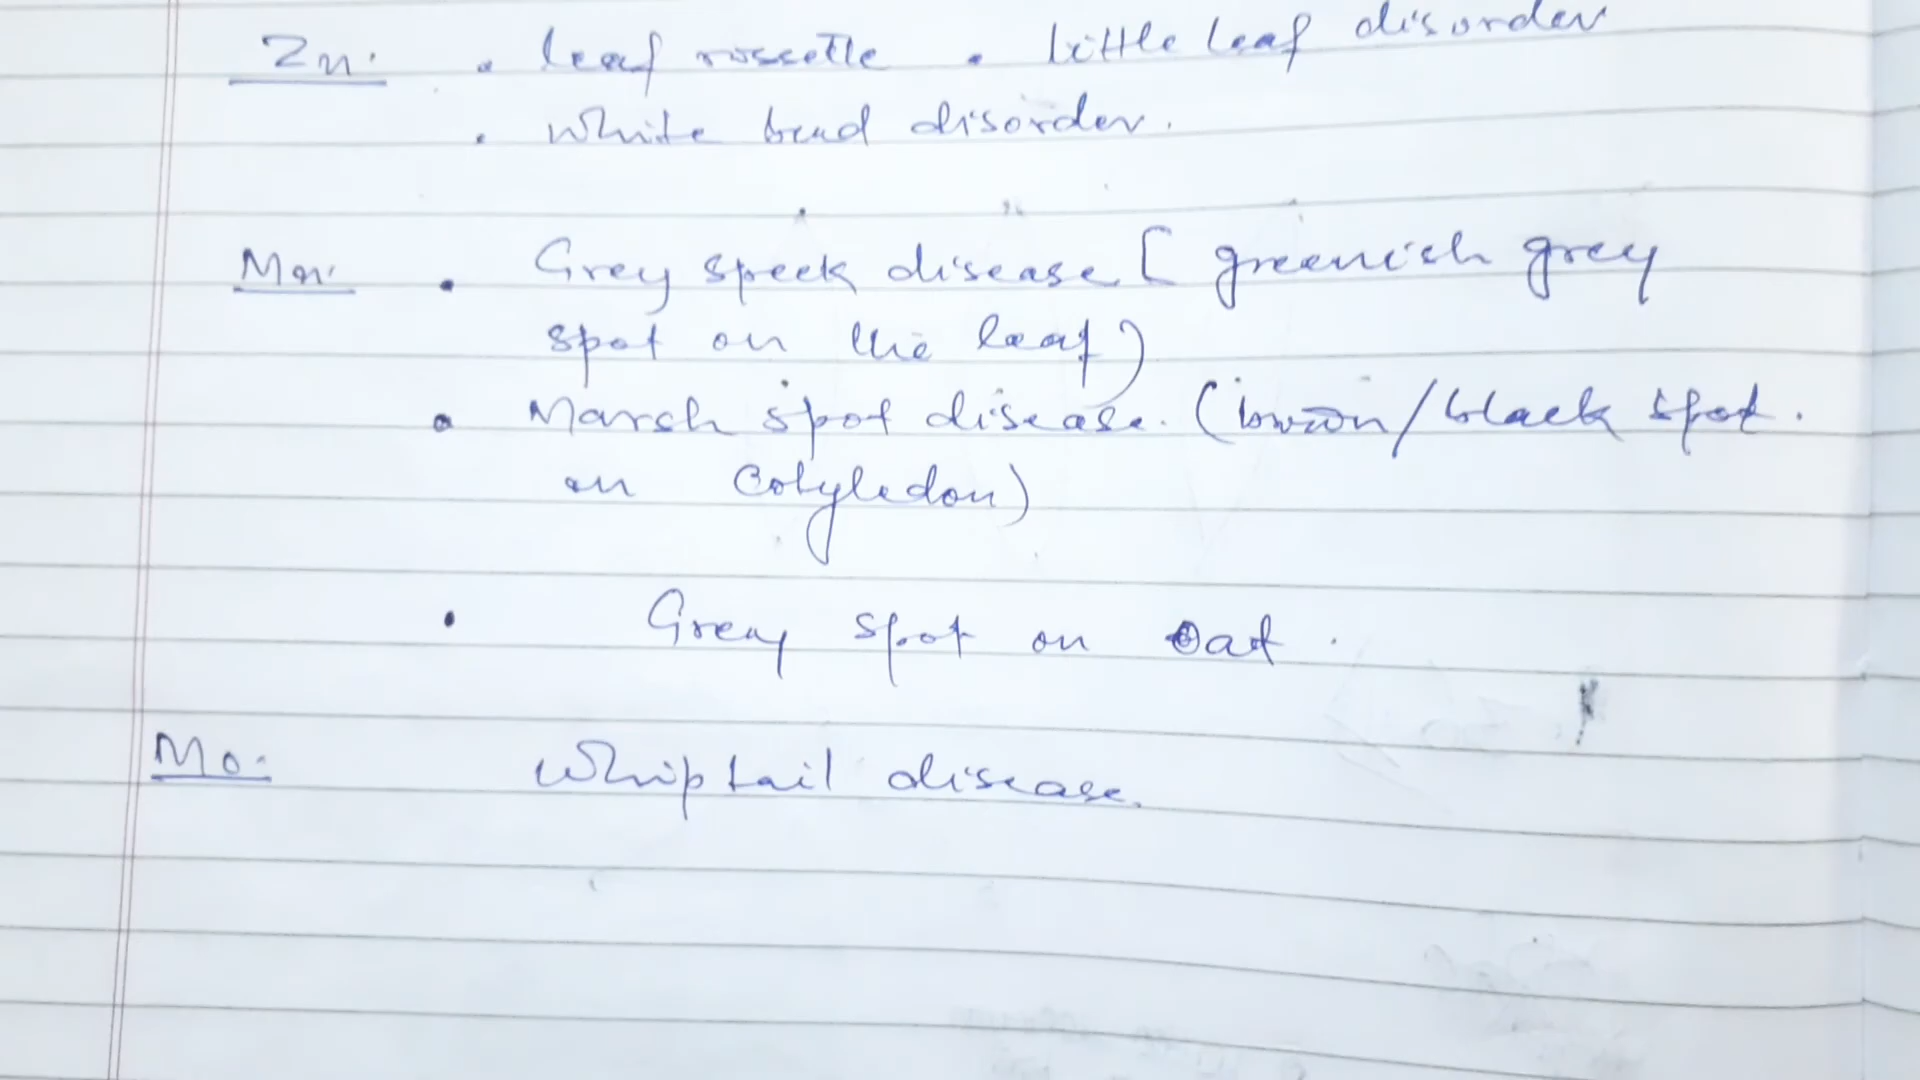 Zn: • leaf rossette • little leaf disorder
• White bud disorder.
Mn: • Grey speck disease [ greenish grey
spot on the leaf)
• Marsh spot disease. (brown/black spot.
on Cotyledon)
• Grey spot on oat.
Mo: Whiptail disease.